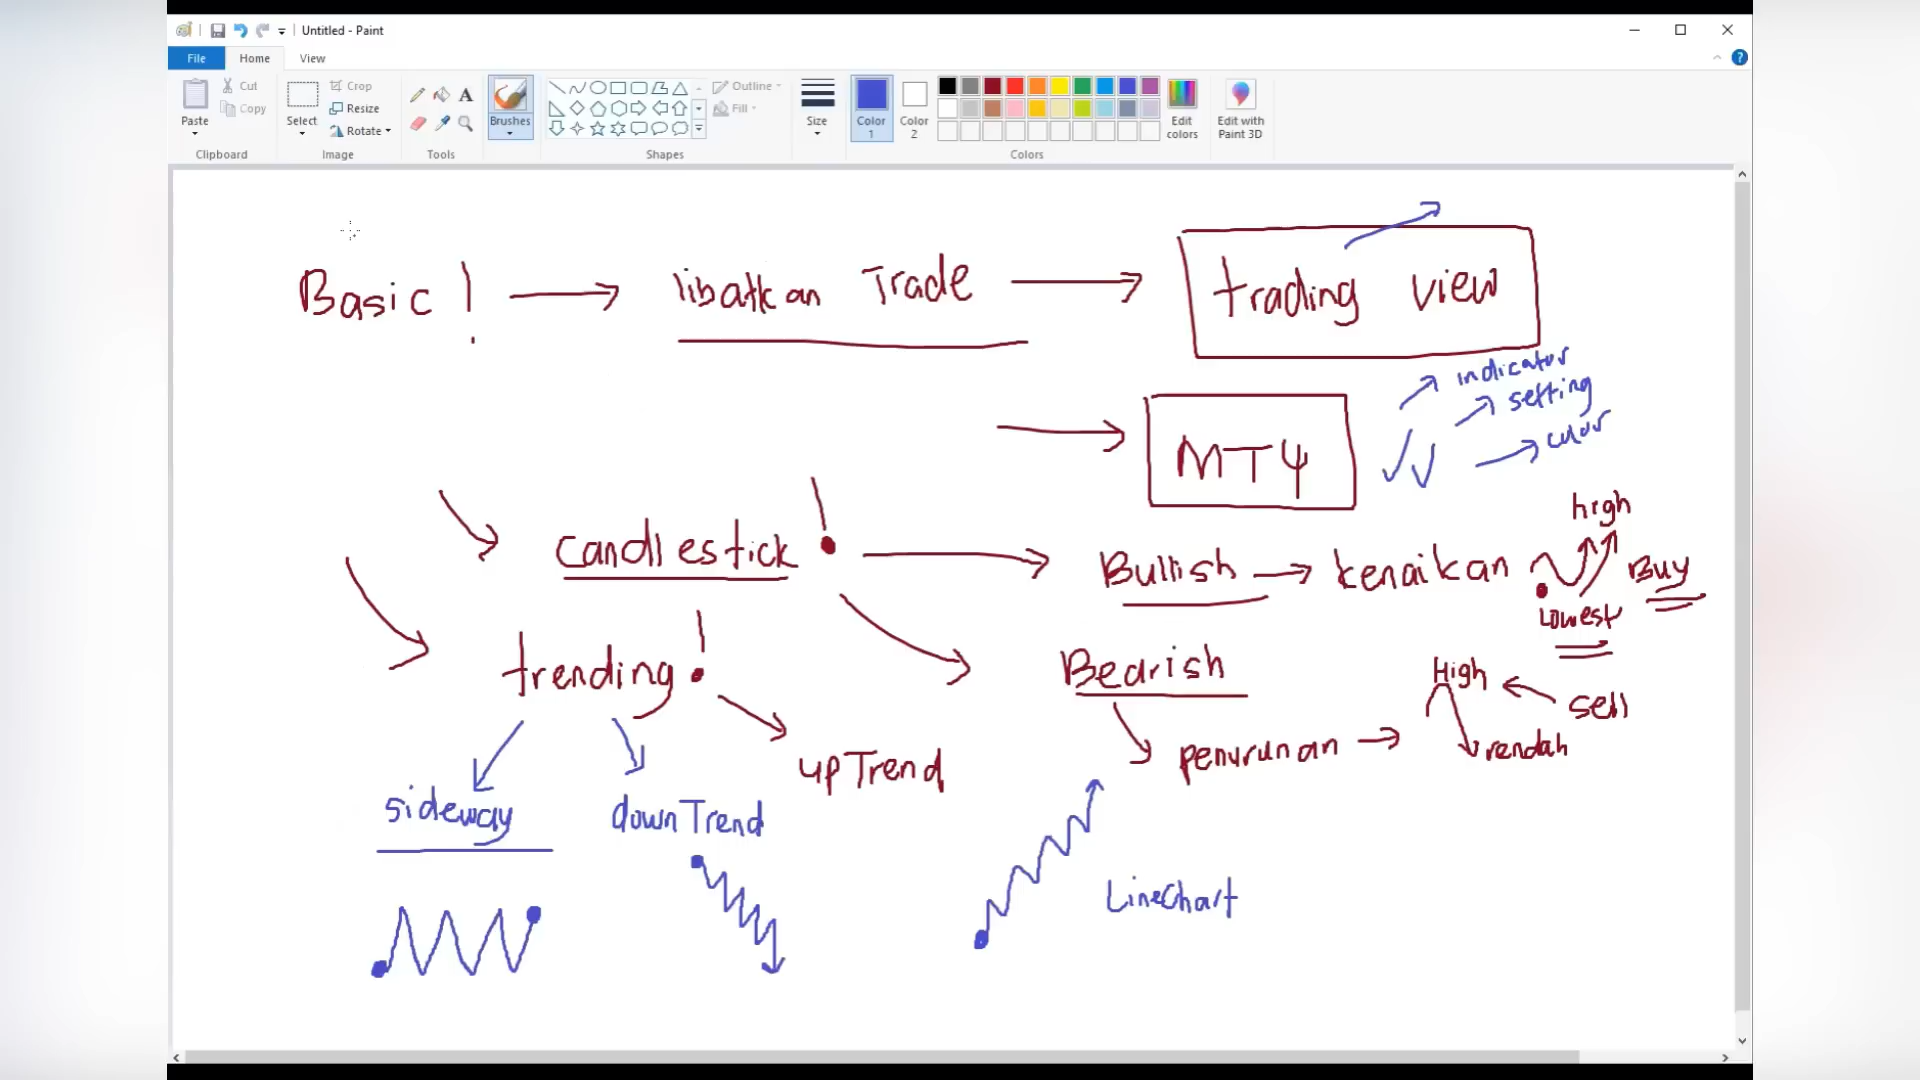 Untitled - Paint
File Home View
Paste Cut Copy Clipboard
Select Crop Resize Rotate Image
A Tools
Brushes
Outline Fill Shapes
Size
Color 1 Color 2 Edit colors Colors
Edit with Paint 3D
Basic ! libatkan Trade trading view
indicator
setting
color
MT4
candlestick ! Bullish kenaikan high
Lowest Buy
trending ! Bearish High sell
penurunan rendah
upTrend
sideway downTrend
LineChart